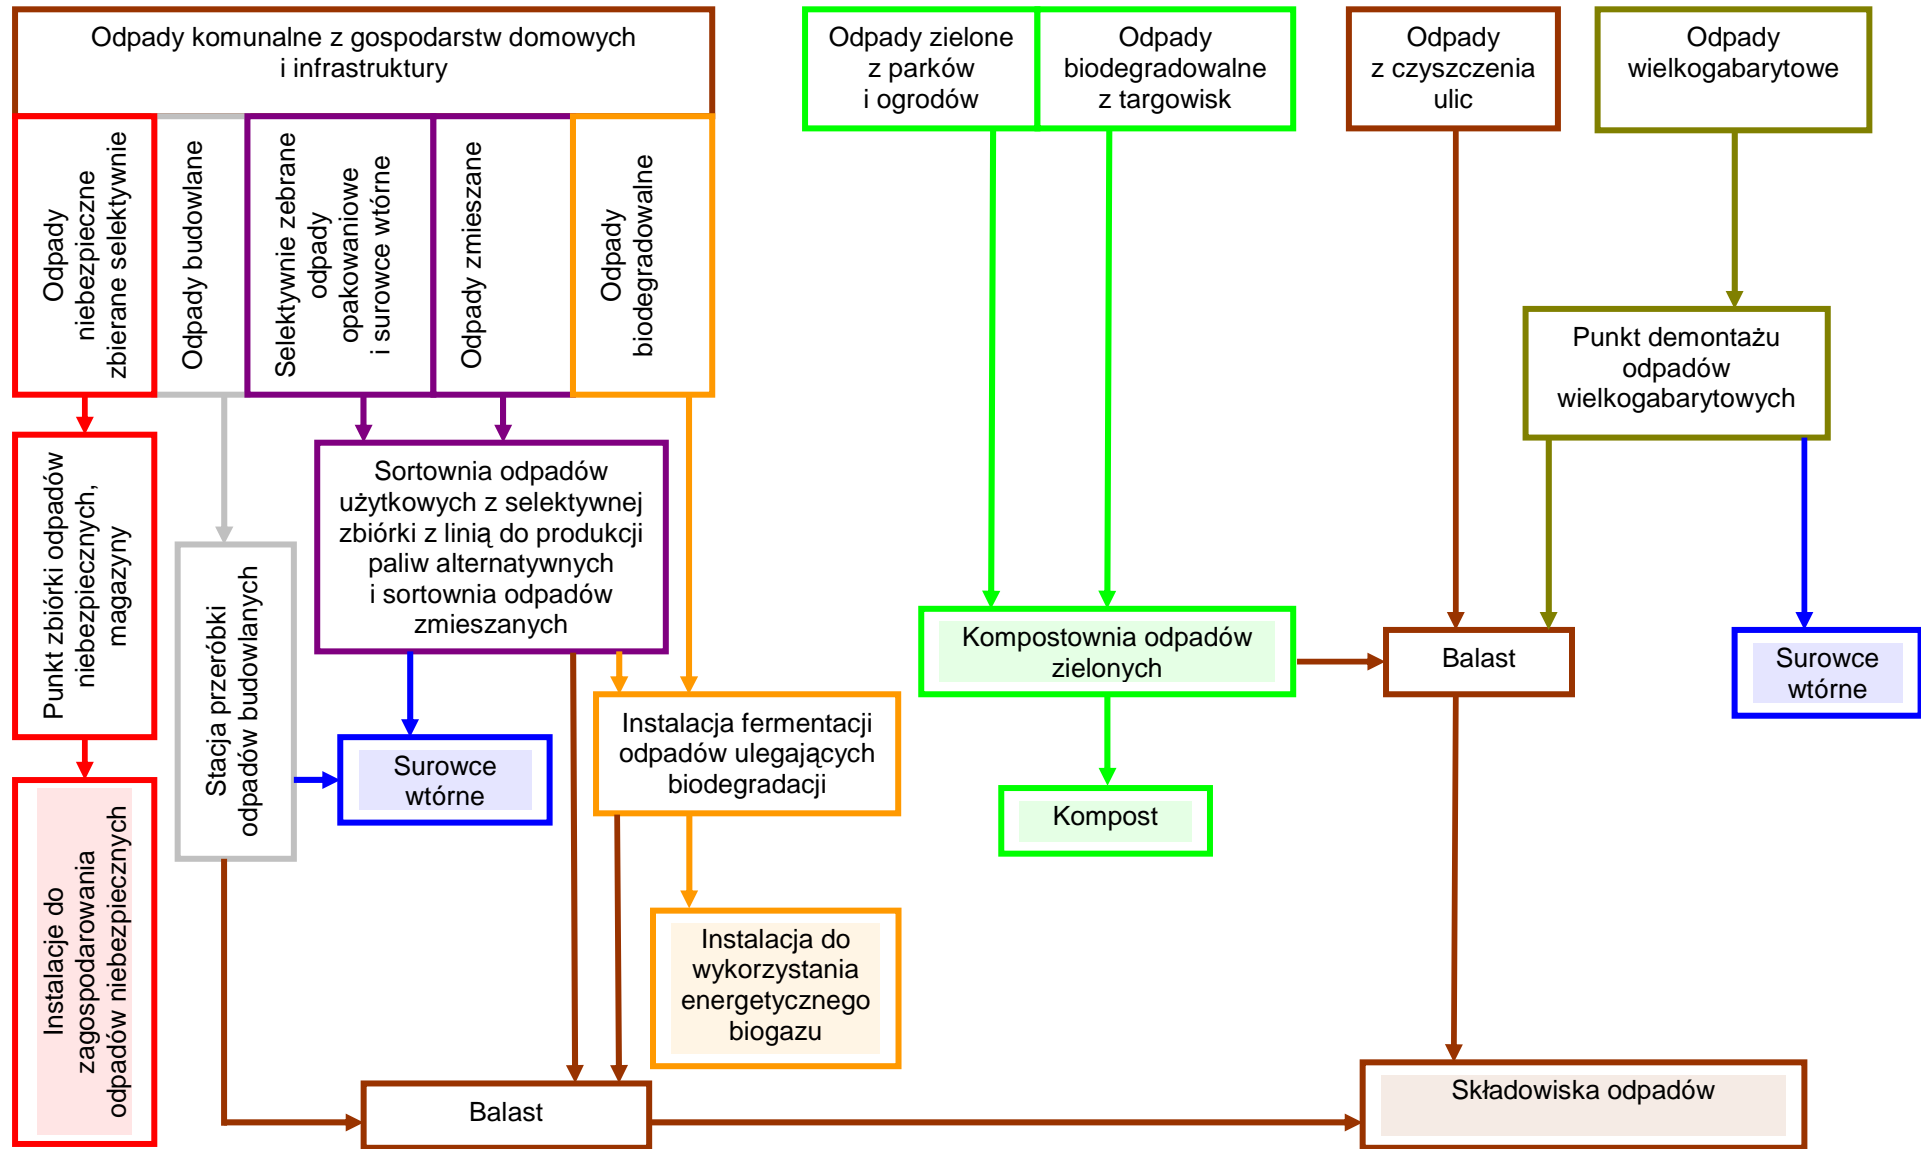 Odpady komunalne z gospodarstw domowych
i infrastruktury
Odpady zielone
z parków
i ogrodów
Odpady
biodegradowalne
z targowisk
Odpady
z czyszczenia
ulic
Odpady
wielkogabarytowe
Odpady
niebezpieczne
zbierane selektywnie
Odpady budowlane
Selektywnie zebrane
odpady
opakowaniowe
i surowce wtórne
Odpady zmieszane
Odpady
biodegradowalne
Punkt demontażu
odpadów
wielkogabarytowych
Punkt zbiórki odpadów
niebezpiecznych,
magazyny
Sortownia odpadów
użytkowych z selektywnej
zbiórki z linią do produkcji
paliw alternatywnych
i sortownia odpadów
zmieszanych
Stacja przeróbki
odpadów budowlanych
Kompostownia odpadów
zielonych
Balast
Surowce
wtórne
Instalacja fermentacji
odpadów ulegających
biodegradacji
Surowce
wtórne
Kompost
Instalacje do
zagospodarowania
odpadów niebezpiecznych
Instalacja do
wykorzystania
energetycznego
biogazu
Balast
Składowiska odpadów